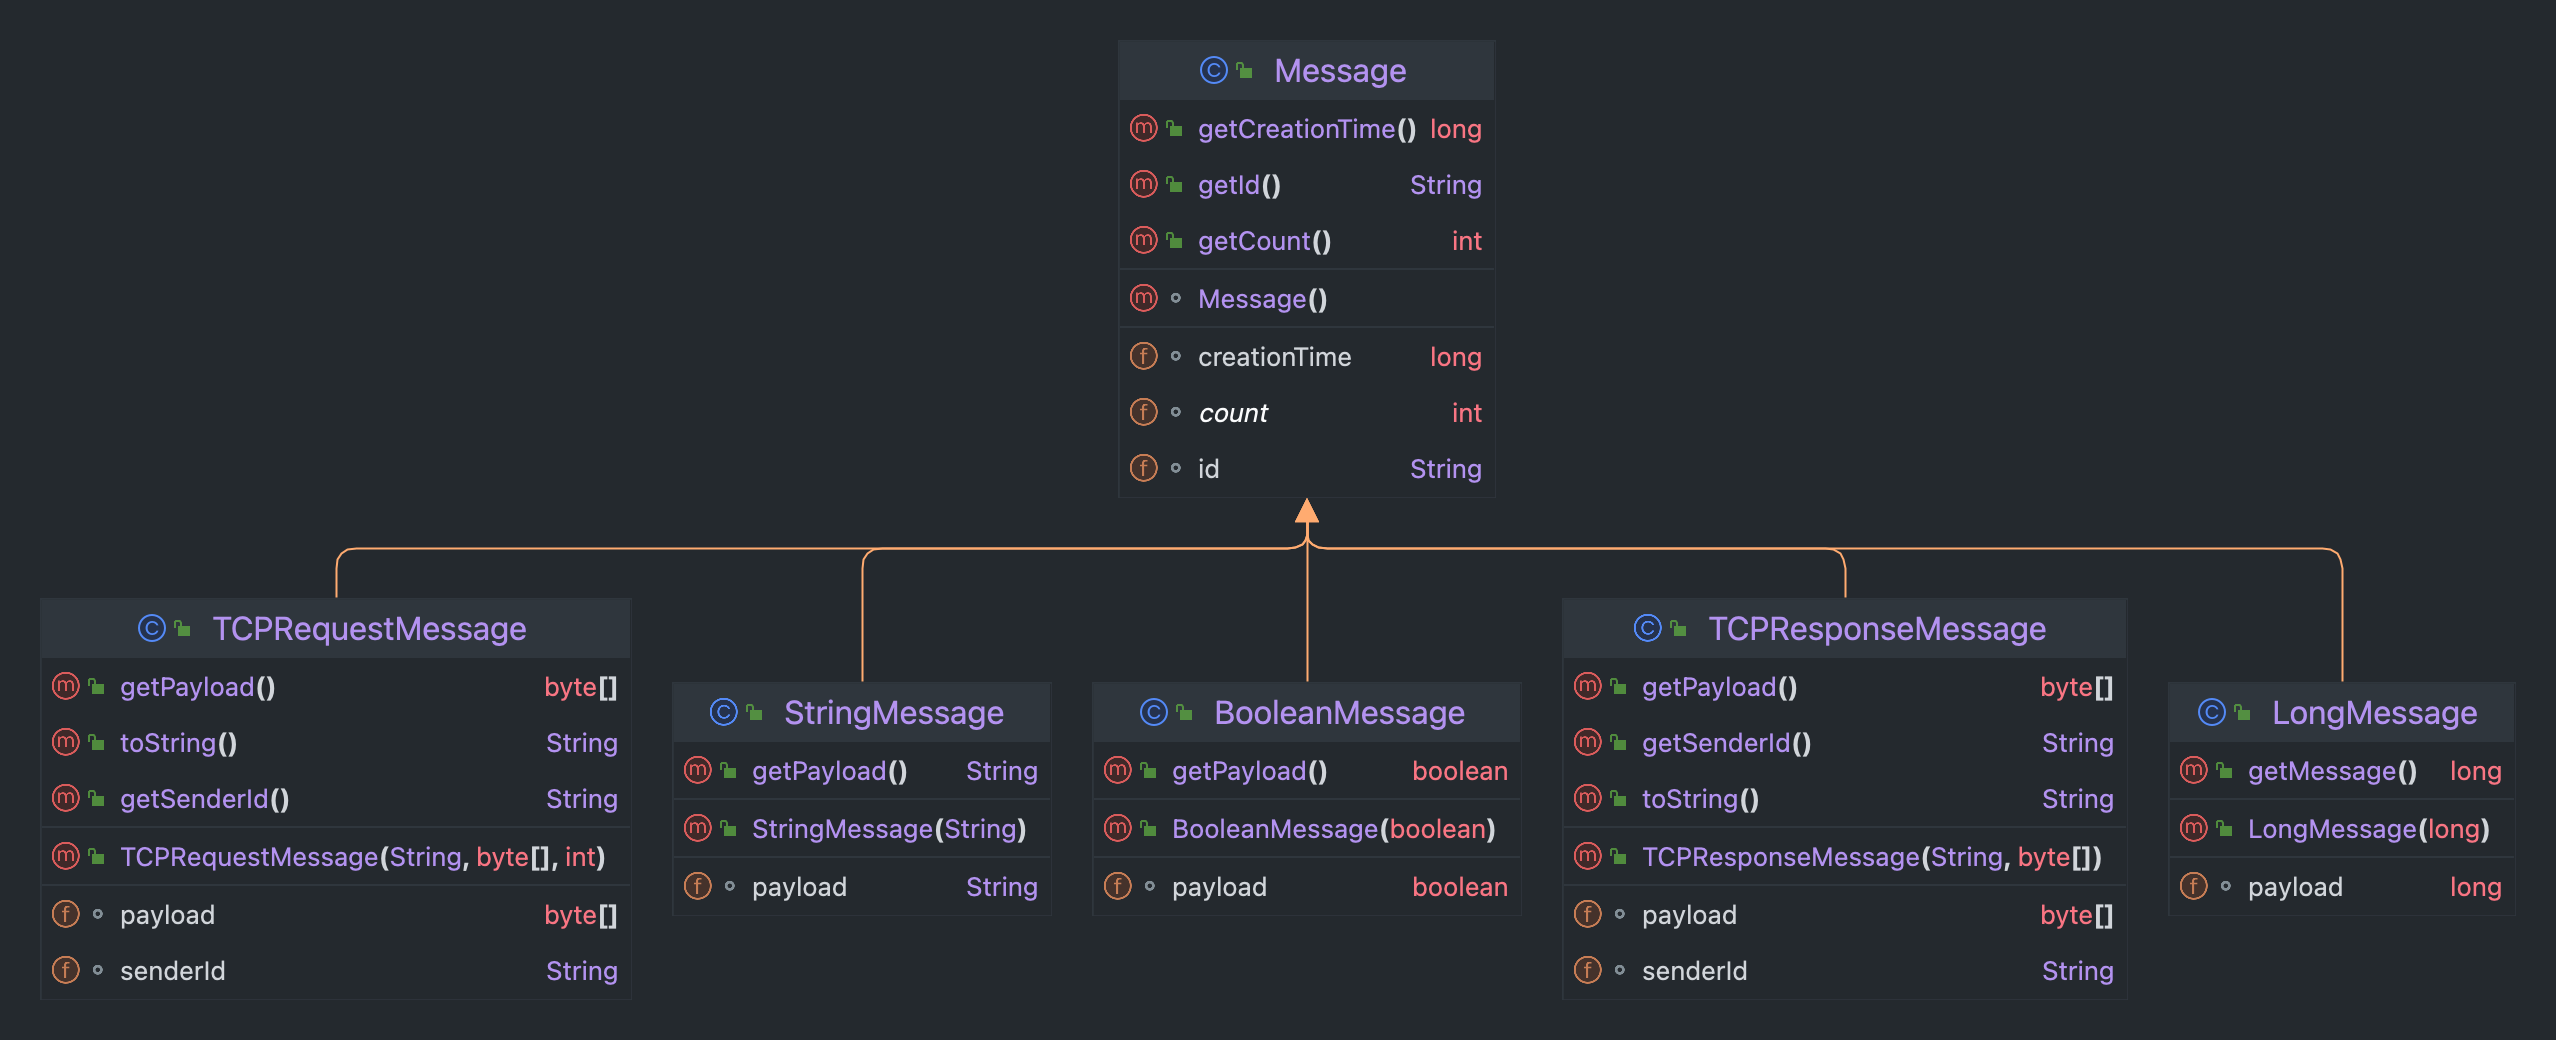 Message
getCreationTime() long
getId() String
getCount() int
Message()
creationTime long
count int
id String
TCPRequestMessage
getPayload() byte[]
toString() String
getSenderId() String
TCPRequestMessage(String, byte[], int)
payload byte[]
senderId String
StringMessage
getPayload() String
StringMessage(String)
payload String
BooleanMessage
getPayload() boolean
BooleanMessage(boolean)
payload boolean
TCPResponseMessage
getPayload() byte[]
getSenderId() String
toString() String
TCPResponseMessage(String, byte[])
payload byte[]
senderId String
LongMessage
getMessage() long
LongMessage(long)
payload long